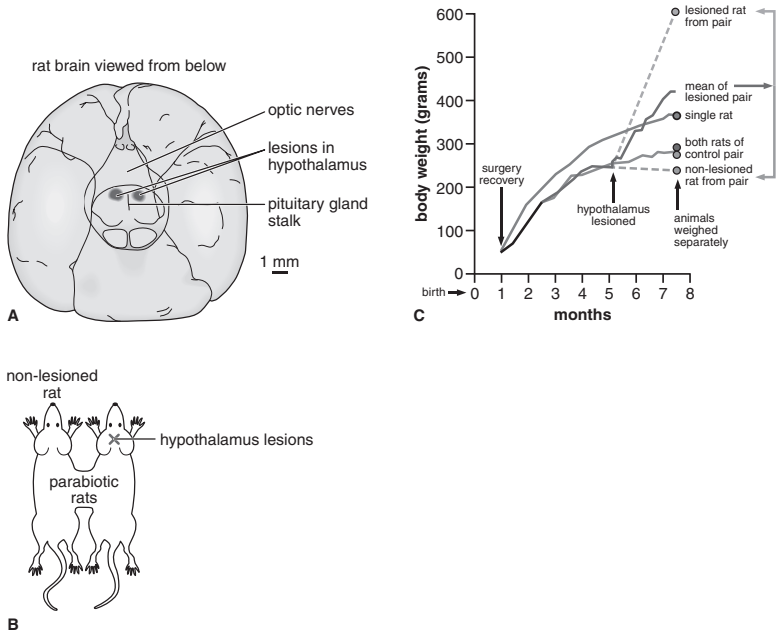 rat brain viewed from below
optic nerves
lesions in
hypothalamus
pituitary gland
stalk
1 mm
A
non-lesioned
rat
hypothalamus lesions
parabiotic
rats
B
body weight (grams)
600
500
400
300
200
100
0
lesioned rat
from pair
mean of
lesioned pair
single rat
both rats of
control pair
non-lesioned
rat from pair
surgery
recovery
hypothalamus
lesioned
animals
weighed
separately
birth
0 1 2 3 4 5 6 7 8
months
C